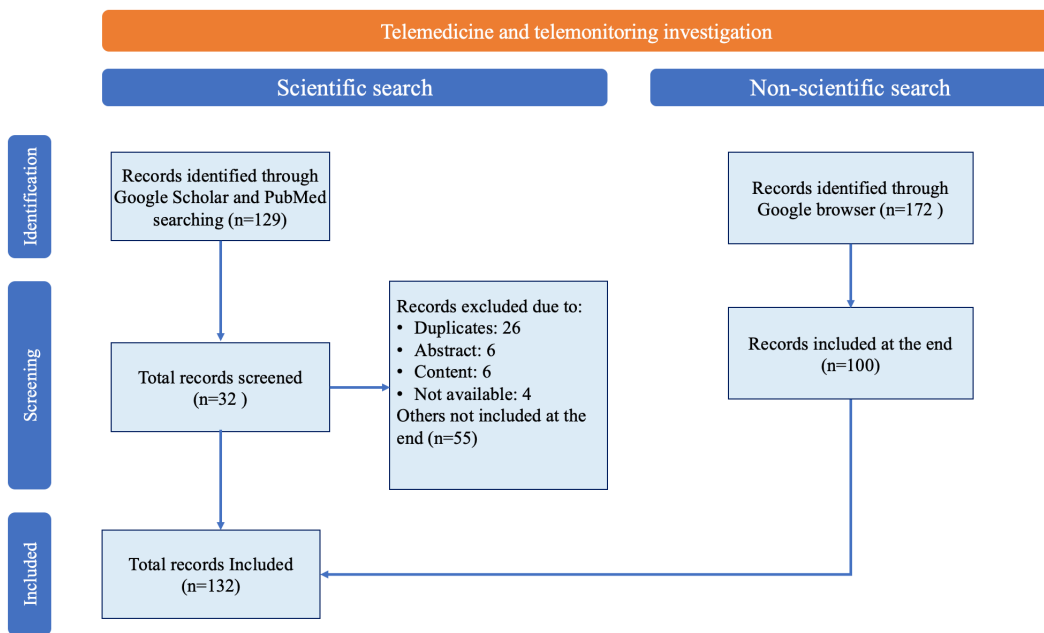 Telemedicine and telemonitoring investigation
Scientific search
Non-scientific search
Identification
Records identified through
Google Scholar and PubMed
searching (n=129)
Records identified through
Google browser (n=172 )
Screening
Total records screened
(n=32 )
Records excluded due to:
• Duplicates: 26
• Abstract: 6
• Content: 6
• Not available: 4
Others not included at the
end (n=55)
Records included at the end
(n=100)
Included
Total records Included
(n=132)